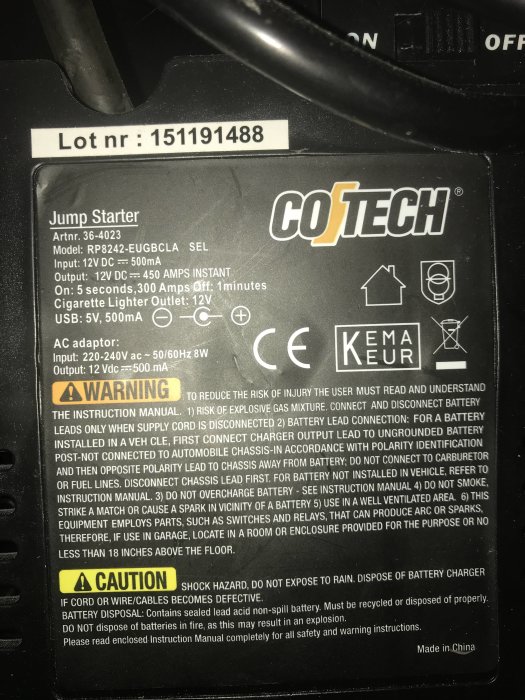 ON OFF
Lot nr : 151191488
COTECH®
Jump Starter
Artnr. 36-4023
Model: RP8242-EUGBCLA SEL
Input: 12V DC ⎓ 500mA
Output: 12V DC ⎓ 450 AMPS INSTANT
On: 5 seconds,300 Amps Off: 1minutes
Cigarette Lighter Outlet: 12V
USB: 5V, 500mA
AC adaptor:
Input: 220-240V ac ~ 50/60Hz 8W
Output: 12 Vdc ⎓ 500 mA
CE
KEMA
KEUR
WARNING TO REDUCE THE RISK OF INJURY THE USER MUST READ AND UNDERSTAND
THE INSTRUCTION MANUAL. 1) RISK OF EXPLOSIVE GAS MIXTURE. CONNECT AND DISCONNECT BATTERY
LEADS ONLY WHEN SUPPLY CORD IS DISCONNECTED 2) BATTERY LEAD CONNECTION: FOR A BATTERY
INSTALLED IN A VEH CLE, FIRST CONNECT CHARGER OUTPUT LEAD TO UNGROUNDED BATTERY
POST-NOT CONNECTED TO AUTOMOBILE CHASSIS-IN ACCORDANCE WITH POLARITY IDENTIFICATION
AND THEN OPPOSITE POLARITY LEAD TO CHASSIS AWAY FROM BATTERY; DO NOT CONNECT TO CARBURETOR
OR FUEL LINES. DISCONNECT CHASSIS LEAD FIRST. FOR BATTERY NOT INSTALLED IN VEHICLE, REFER TO
INSTRUCTION MANUAL. 3) DO NOT OVERCHARGE BATTERY - SEE INSTRUCTION MANUAL 4) DO NOT SMOKE,
STRIKE A MATCH OR CAUSE A SPARK IN VICINITY OF A BATTERY 5) USE IN A WELL VENTILATED AREA. 6) THIS
EQUIPMENT EMPLOYS PARTS, SUCH AS SWITCHES AND RELAYS, THAT CAN PRODUCE ARC OR SPARKS,
THEREFORE, IF USE IN GARAGE, LOCATE IN A ROOM OR ENCLOSURE PROVIDED FOR THE PURPOSE OR NO
LESS THAN 18 INCHES ABOVE THE FLOOR.
CAUTION SHOCK HAZARD, DO NOT EXPOSE TO RAIN. DISPOSE OF BATTERY CHARGER
IF CORD OR WIRE/CABLES BECOMES DEFECTIVE.
BATTERY DISPOSAL: Contains sealed lead acid non-spill battery. Must be recycled or disposed of properly.
DO NOT dispose of batteries in fire, as this may result in an explosion.
Please read enclosed Instruction Manual completely for all safety and warning instructions.
Made in China